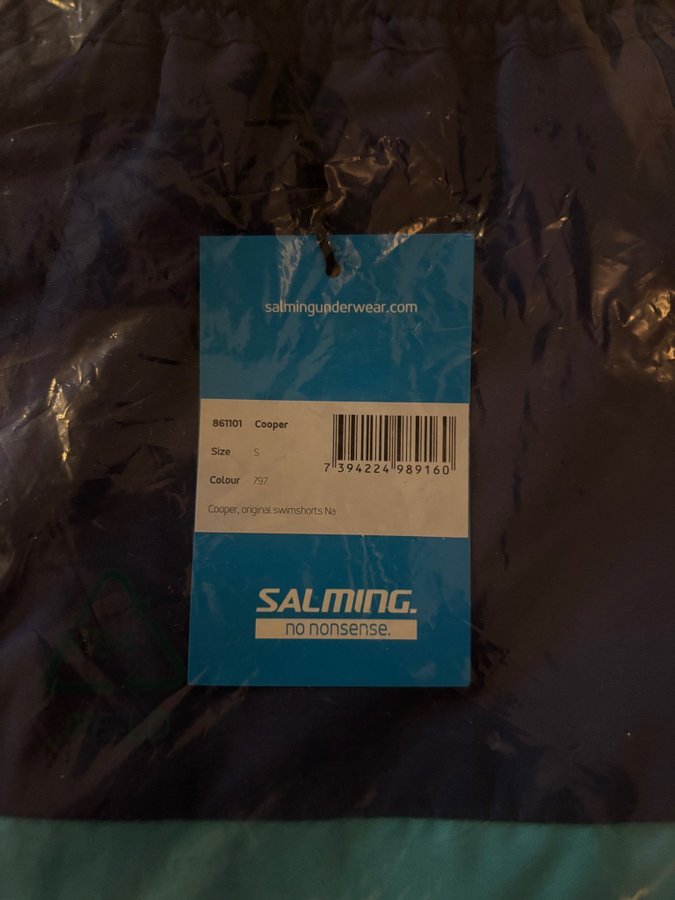 salmingunderwear.com
861101 Cooper
Size S
Colour 797
7 394224 989160
Cooper, original swimshorts Na
SALMING.
no nonsense.